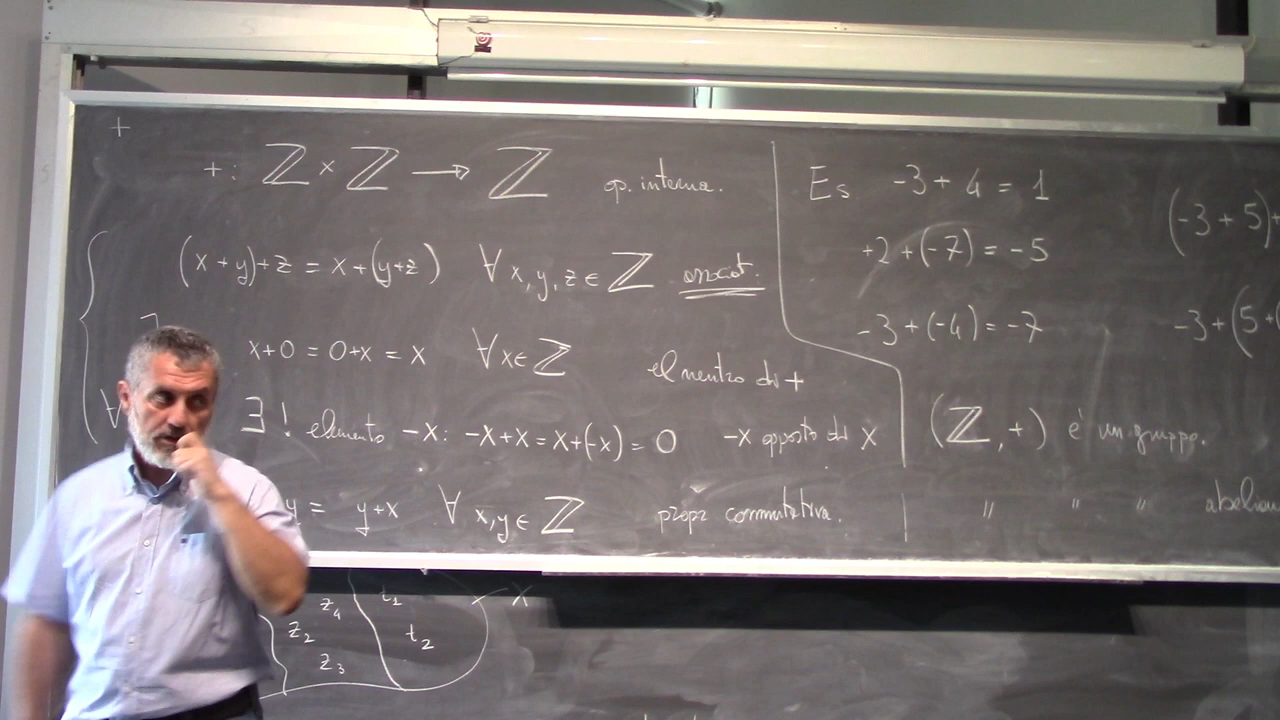 +
+: ℤ × ℤ → ℤ op. interna.
(x+y)+z = x+(y+z) ∀ x, y, z ∈ ℤ associat.
x+0 = 0+x = x ∀ x ∈ ℤ el neutro di +
∀ ∃! elemento -x: -x+x = x+(-x) = 0 -x opposto di x
y = y+x ∀ x, y ∈ ℤ propr commutativa.
Es -3 + 4 = 1
+2 + (-7) = -5
-3 + (-4) = -7
(-3 + 5)+
-3 + (5 +
(ℤ, +) è un gruppo.
" " " abelian
z4 t1 X
z2 t2
z3